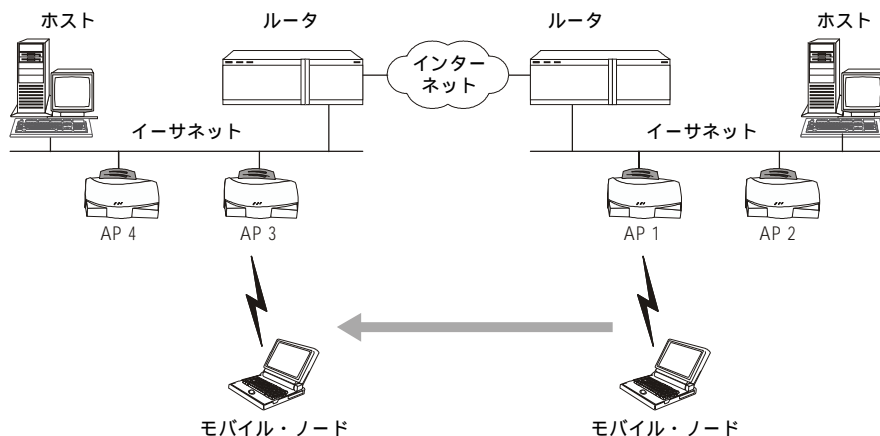 ホスト
ルータ
ルータ
ホスト
インター
ネット
イーサネット
イーサネット
AP 4
AP 3
AP 1
AP 2
モバイル・ノード
モバイル・ノード